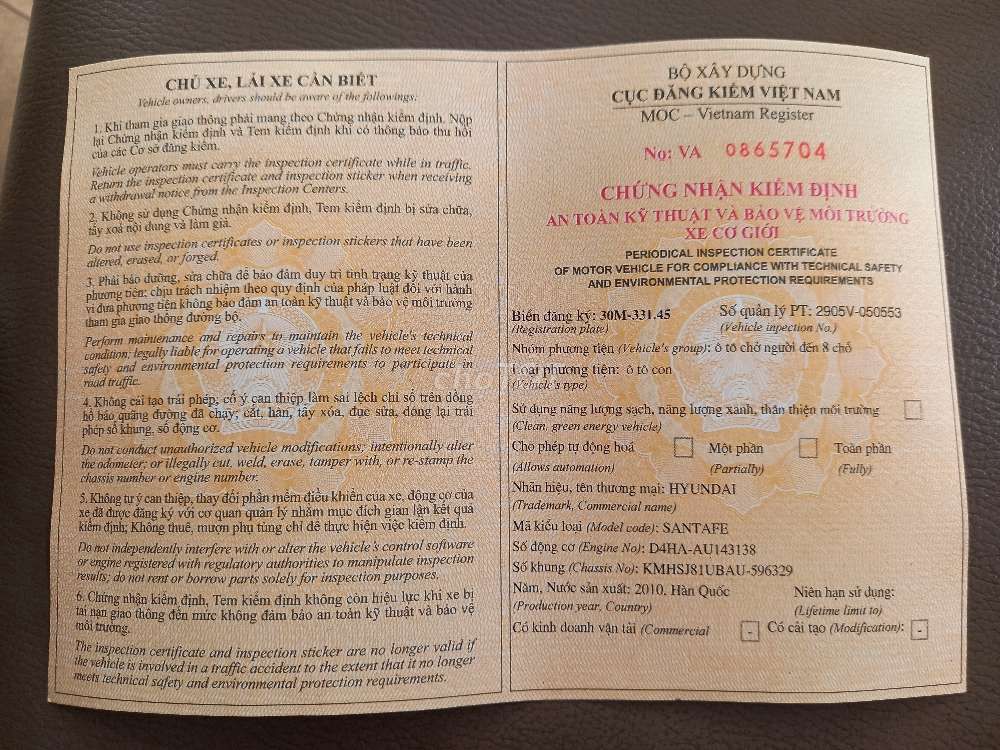 CHỦ XE, LÁI XE CẦN BIẾT
Vehicle owners, drivers should be aware of the followings:
1. Khi tham gia giao thông phải mang theo Chứng nhận kiểm định. Nộp
lại Chứng nhận kiểm định và Tem kiểm định khi có thông báo thu hồi
của các Cơ sở đăng kiểm.
Vehicle operators must carry the inspection certificate while in traffic.
Return the inspection certificate and inspection sticker when receiving
a withdrawal notice from the Inspection Centers.
2. Không sử dụng Chứng nhận kiểm định, Tem kiểm định bị sửa chữa,
tẩy xoá nội dung và làm giả.
Do not use inspection certificates or inspection stickers that have been
altered, erased, or forged.
3. Phải bảo dưỡng, sửa chữa để bảo đảm duy trì tình trạng kỹ thuật của
phương tiện; chịu trách nhiệm theo quy định của pháp luật đối với hành
vi đưa phương tiện không bảo đảm an toàn kỹ thuật và bảo vệ môi trường
tham gia giao thông đường bộ.
Perform maintenance and repairs to maintain the vehicle's technical
condition; legally liable for operating a vehicle that fails to meet technical
safety and environmental protection requirements to participate in
road traffic.
4. Không cải tạo trái phép; cố ý can thiệp làm sai lệch chỉ số trên đồng
hồ báo quãng đường đã chạy; cắt, hàn, tẩy xóa, đục sửa, đóng lại trái
phép số khung, số động cơ.
Do not conduct unauthorized vehicle modifications; intentionally alter
the odometer; or illegally cut, weld, erase, tamper with, or re-stamp the
chassis number or engine number.
5. Không tự ý can thiệp, thay đổi phần mềm điều khiển của xe, động cơ của
xe đã được đăng ký với cơ quan quản lý nhằm mục đích gian lận kết quả
kiểm định; Không thuê, mượn phụ tùng chỉ để thực hiện việc kiểm định.
Do not independently interfere with or alter the vehicle's control software
or engine registered with regulatory authorities to manipulate inspection
results; do not rent or borrow parts solely for inspection purposes.
6. Chứng nhận kiểm định, Tem kiểm định không còn hiệu lực khi xe bị
tai nạn giao thông đến mức không đảm bảo an toàn kỹ thuật và bảo vệ
môi trường.
The inspection certificate and inspection sticker are no longer valid if
the vehicle is involved in a traffic accident to the extent that it no longer
meets technical safety and environmental protection requirements.
BỘ XÂY DỰNG
CỤC ĐĂNG KIỂM VIỆT NAM
MOC – Vietnam Register
No: VA 0865704
CHỨNG NHẬN KIỂM ĐỊNH
AN TOÀN KỸ THUẬT VÀ BẢO VỆ MÔI TRƯỜNG
XE CƠ GIỚI
PERIODICAL INSPECTION CERTIFICATE
OF MOTOR VEHICLE FOR COMPLIANCE WITH TECHNICAL SAFETY
AND ENVIRONMENTAL PROTECTION REQUIREMENTS
Biển đăng ký: 30M-331.45 Số quản lý PT: 2905V-050553
(Registration plate) (Vehicle inpection No.)
Nhóm phương tiện (Vehicle's group): ô tô chở người đến 8 chỗ
Loại phương tiện: ô tô con
(Vehicle's type)
Sử dụng năng lượng sạch, năng lượng xanh, thân thiện môi trường
(Clean, green energy vehicle)
Cho phép tự động hoá Một phần Toàn phần
(Allows automation) (Partially) (Fully)
Nhãn hiệu, tên thương mại: HYUNDAI
(Trademark, Commercial name)
Mã kiểu loại (Model code): SANTAFE
Số động cơ (Engine No): D4HA-AU143138
Số khung (Chassis No): KMHSJ81UBAU-596329
Năm, Nước sản xuất: 2010, Hàn Quốc Niên hạn sử dụng:
(Production year, Country) (Lifetime limit to)
Có kinh doanh vận tải (Commercial - Có cải tạo (Modification): -